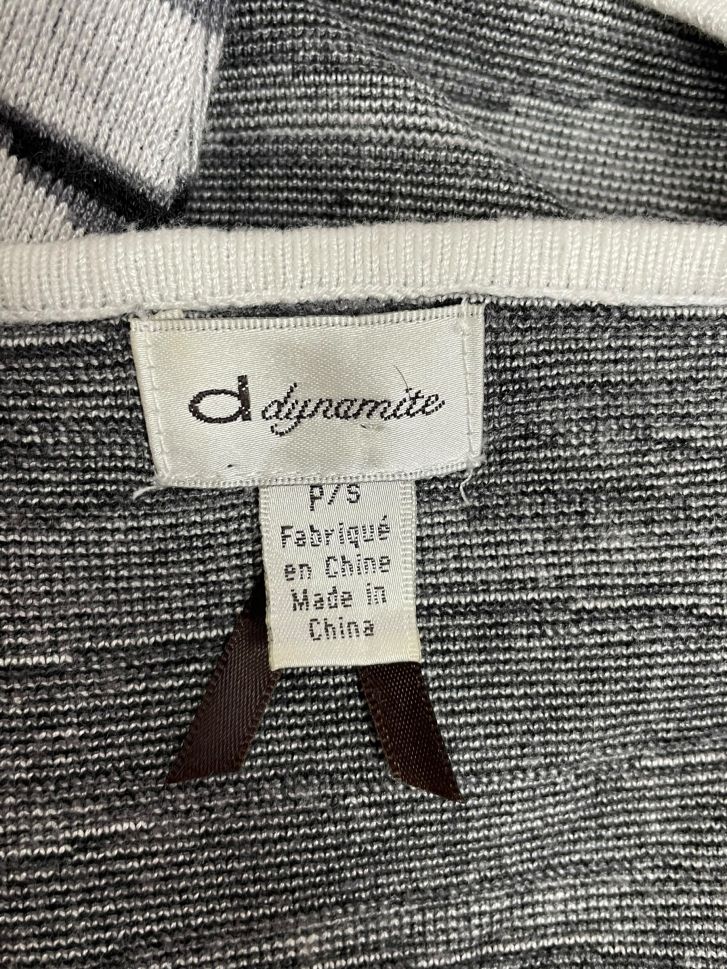 d dynamite
P/S
Fabriqué
en Chine
Made in
China